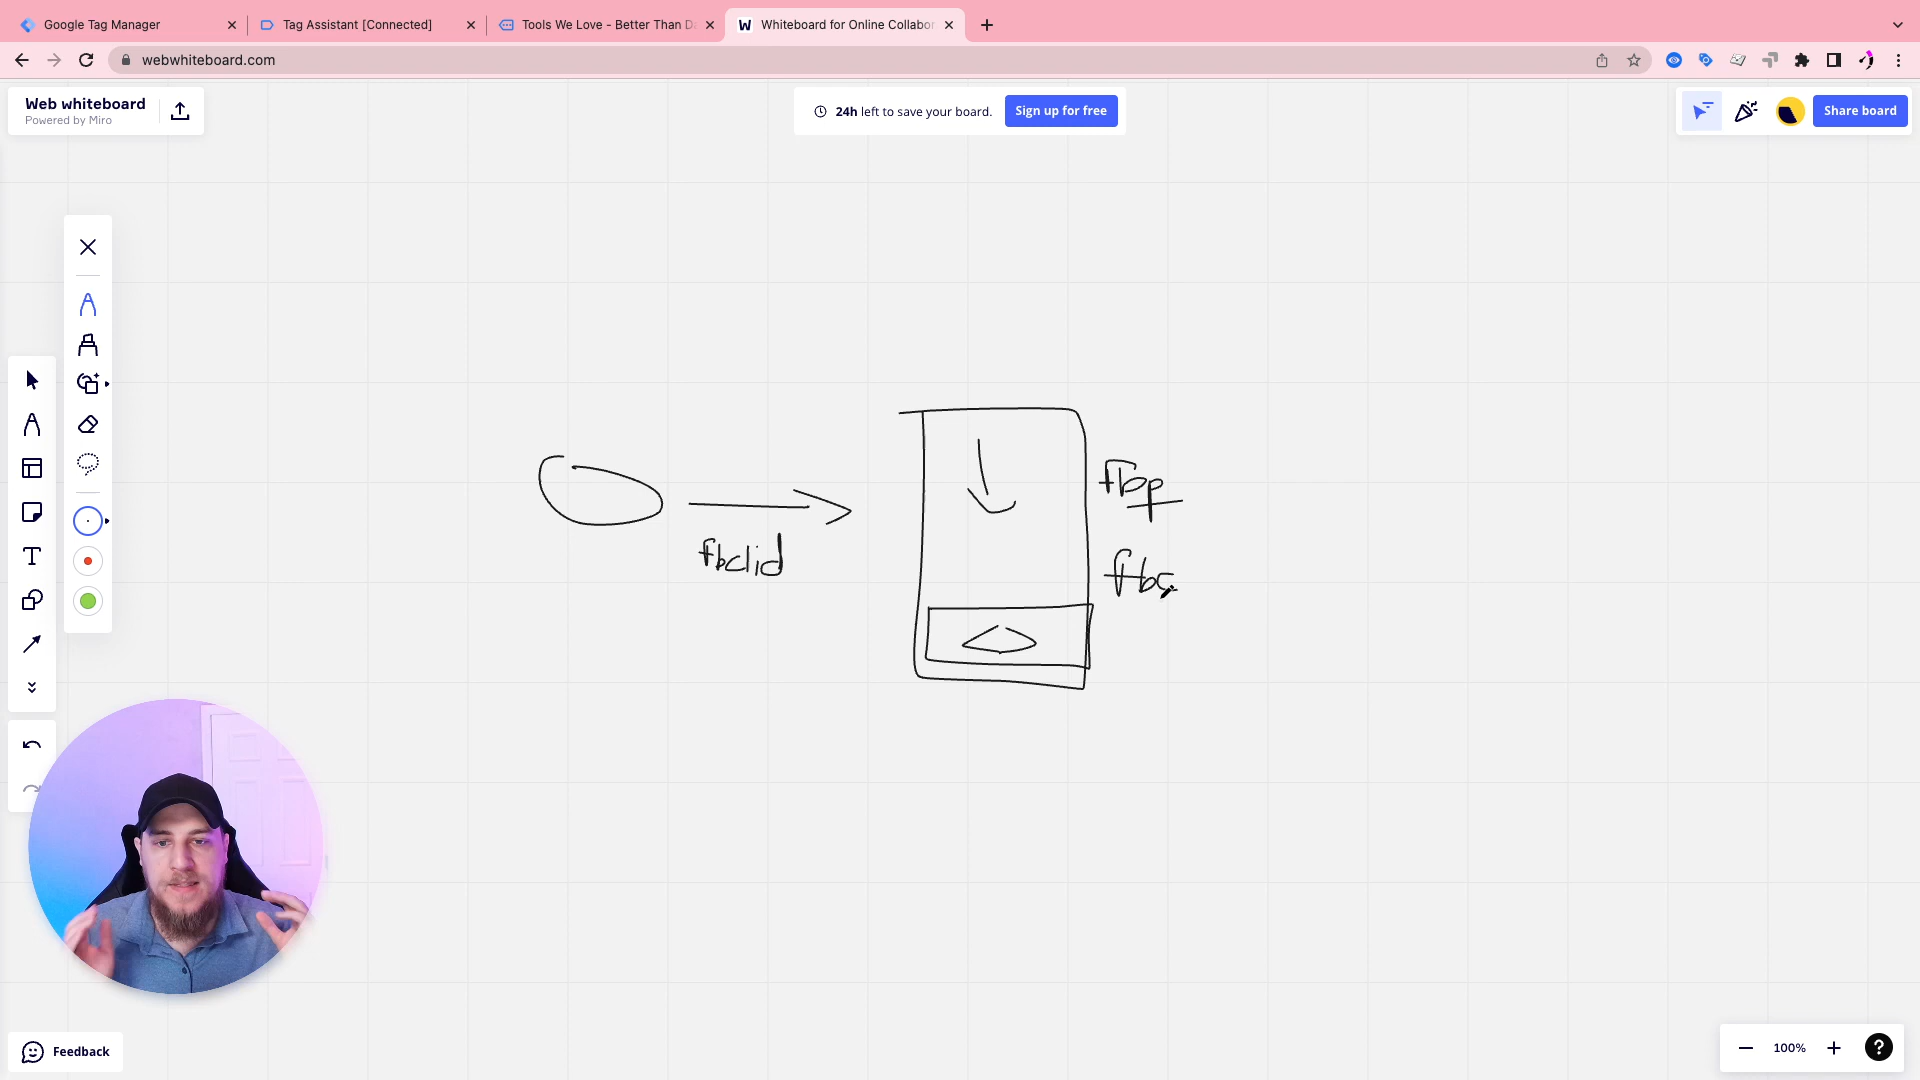 Google Tag Manager
Tag Assistant [Connected]
Tools We Love - Better Than Da
Whiteboard for Online Collabor
webwhiteboard.com
Web whiteboard
Powered by Miro
24h left to save your board.
Sign up for free
Share board
fbp
fbclid
fbc
Feedback
100%